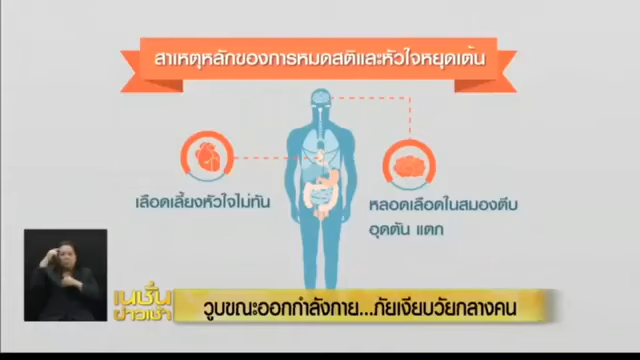 สาเหตุหลักของการหมดสติและหัวใจหยุดเต้น
เลือดเลี้ยงหัวใจไม่ทัน
หลอดเลือดในสมองตีบ
อุดตัน แตก
เนชั่น
ข่าวเช้า
วูบขณะออกกำลังกาย...ภัยเงียบวัยกลางคน